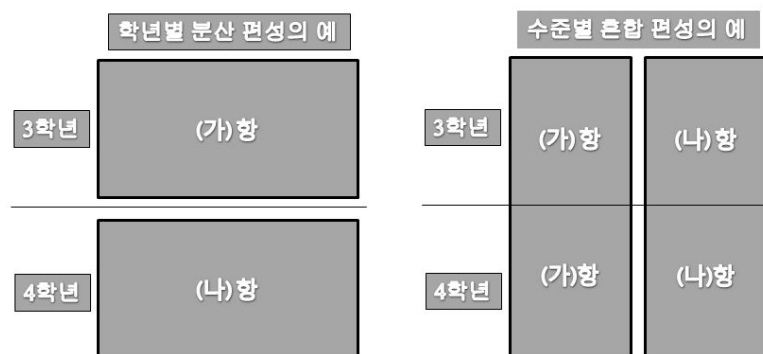 학년별 분산 편성의 예
3학년
(가)항
4학년
(나)항
수준별 혼합 편성의 예
3학년
(가)항
(나)항
4학년
(가)항
(나)항